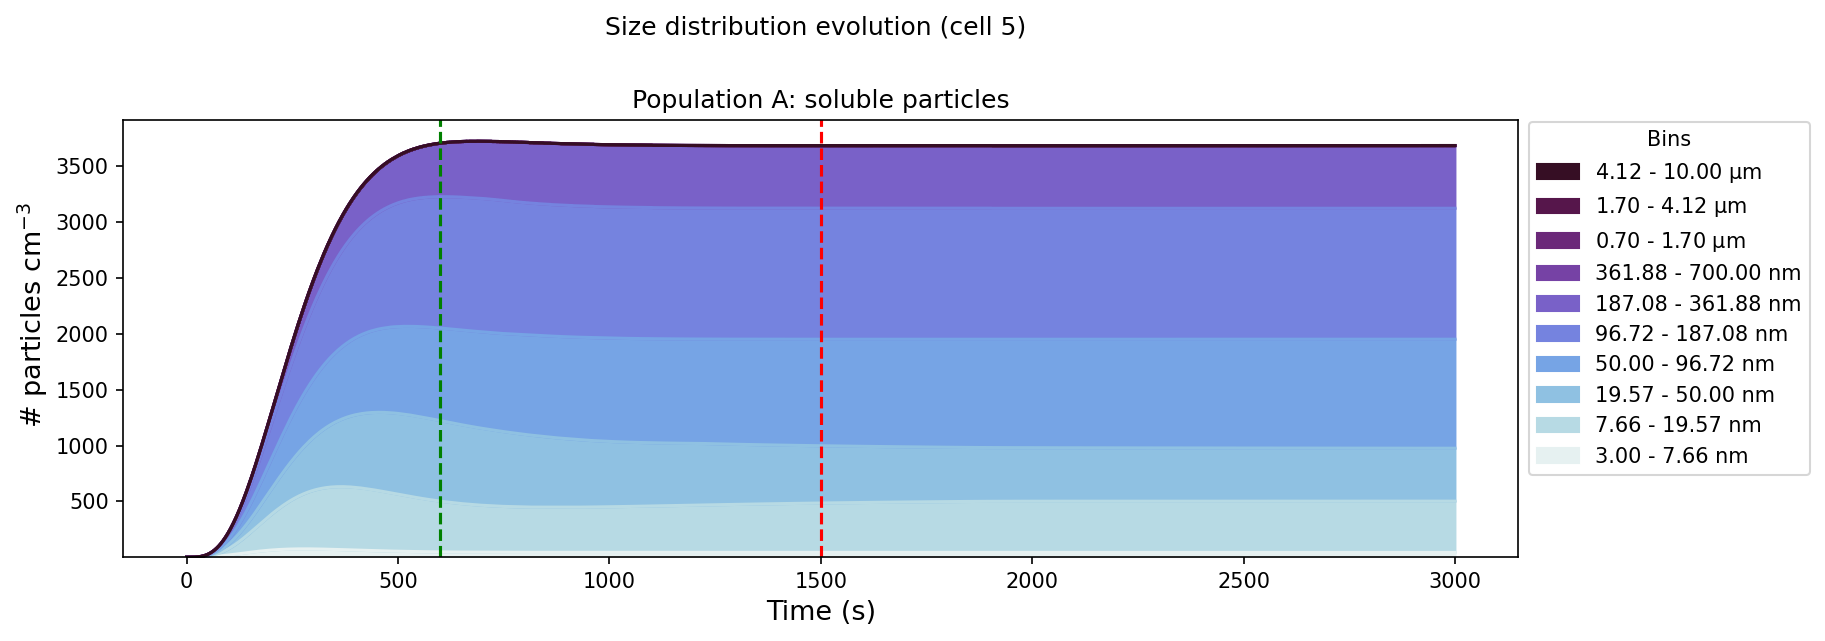 Size distribution evolution (cell 5)
Population A: soluble particles
# particles cm⁻³
3500
3000
2500
2000
1500
1000
500
0
500
1000
1500
2000
2500
3000
Time (s)
Bins
4.12 - 10.00 µm
1.70 - 4.12 µm
0.70 - 1.70 µm
361.88 - 700.00 nm
187.08 - 361.88 nm
96.72 - 187.08 nm
50.00 - 96.72 nm
19.57 - 50.00 nm
7.66 - 19.57 nm
3.00 - 7.66 nm